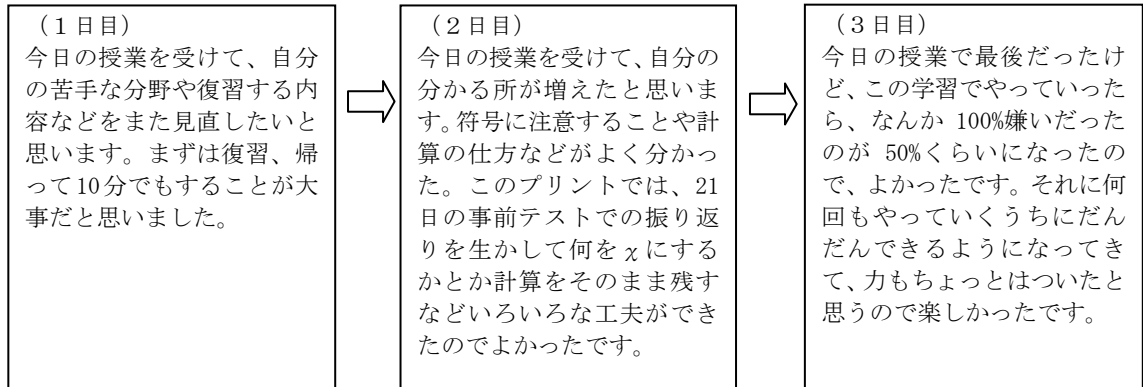 (１日目)
今日の授業を受けて、自分
の苦手な分野や復習する内
容などをまた見直したいと
思います。まずは復習、帰
って10分でもすることが大
事だと思いました。
(２日目)
今日の授業を受けて、自分の
分かる所が増えたと思いま
す。符号に注意することや計
算の仕方などがよく分かっ
た。このプリントでは、21
日の事前テストでの振り返
りを生かして何をχにする
かとか計算をそのまま残す
などいろいろな工夫ができ
たのでよかったです。
(３日目)
今日の授業で最後だったけ
ど、この学習でやっていった
ら、なんか 100%嫌いだった
のが 50%くらいになったの
で、よかったです。それに何
回もやっていくうちにだん
だんできるようになってき
て、力もちょっとはついたと
思うので楽しかったです。